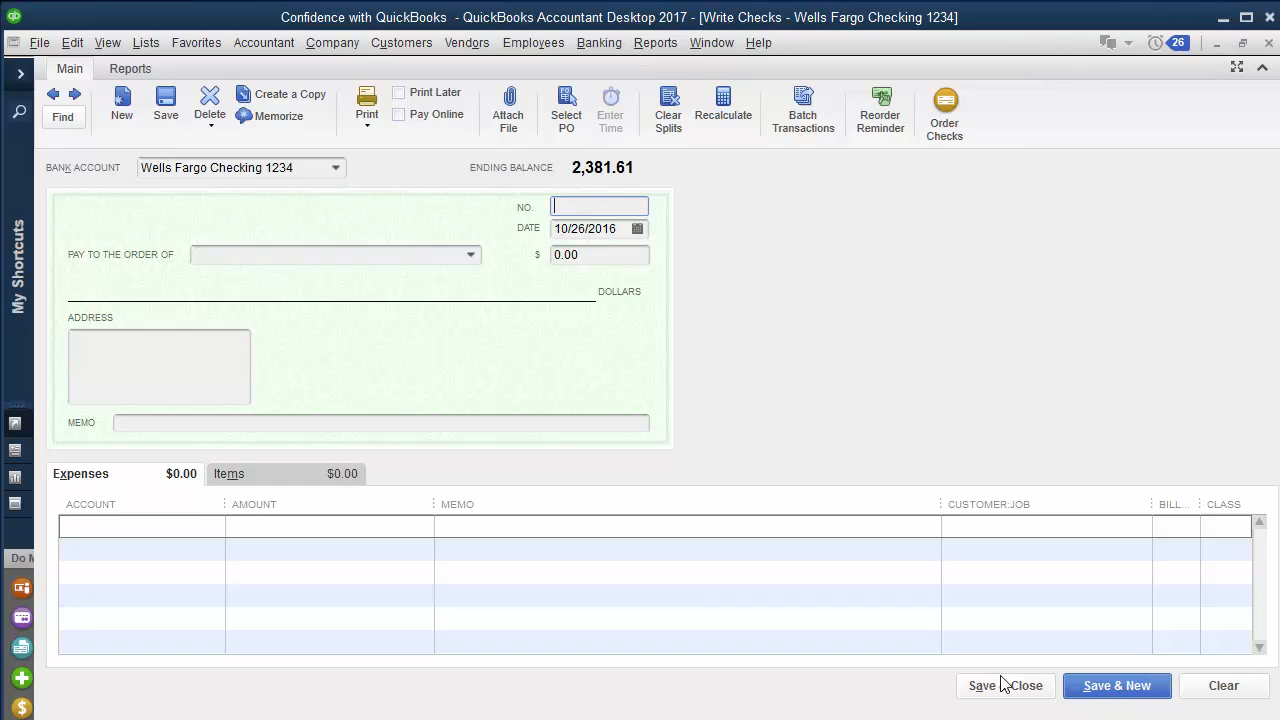 Confidence with QuickBooks - QuickBooks Accountant Desktop 2017 - [Write Checks - Wells Fargo Checking 1234]
File Edit View Lists Favorites Accountant Company Customers Vendors Employees Banking Reports Window Help 26
Main Reports
Find New Save Delete Create a Copy Memorize Print Print Later Pay Online Attach File Select PO Enter Time Clear Splits Recalculate Batch Transactions Reorder Reminder Order Checks
BANK ACCOUNT Wells Fargo Checking 1234 ENDING BALANCE 2,381.61
NO.
DATE 10/26/2016
PAY TO THE ORDER OF $ 0.00
DOLLARS
ADDRESS
MEMO
My Shortcuts
Expenses $0.00 Items $0.00
ACCOUNT AMOUNT MEMO CUSTOMER:JOB BILL... CLASS
Do
Save Close Save & New Clear